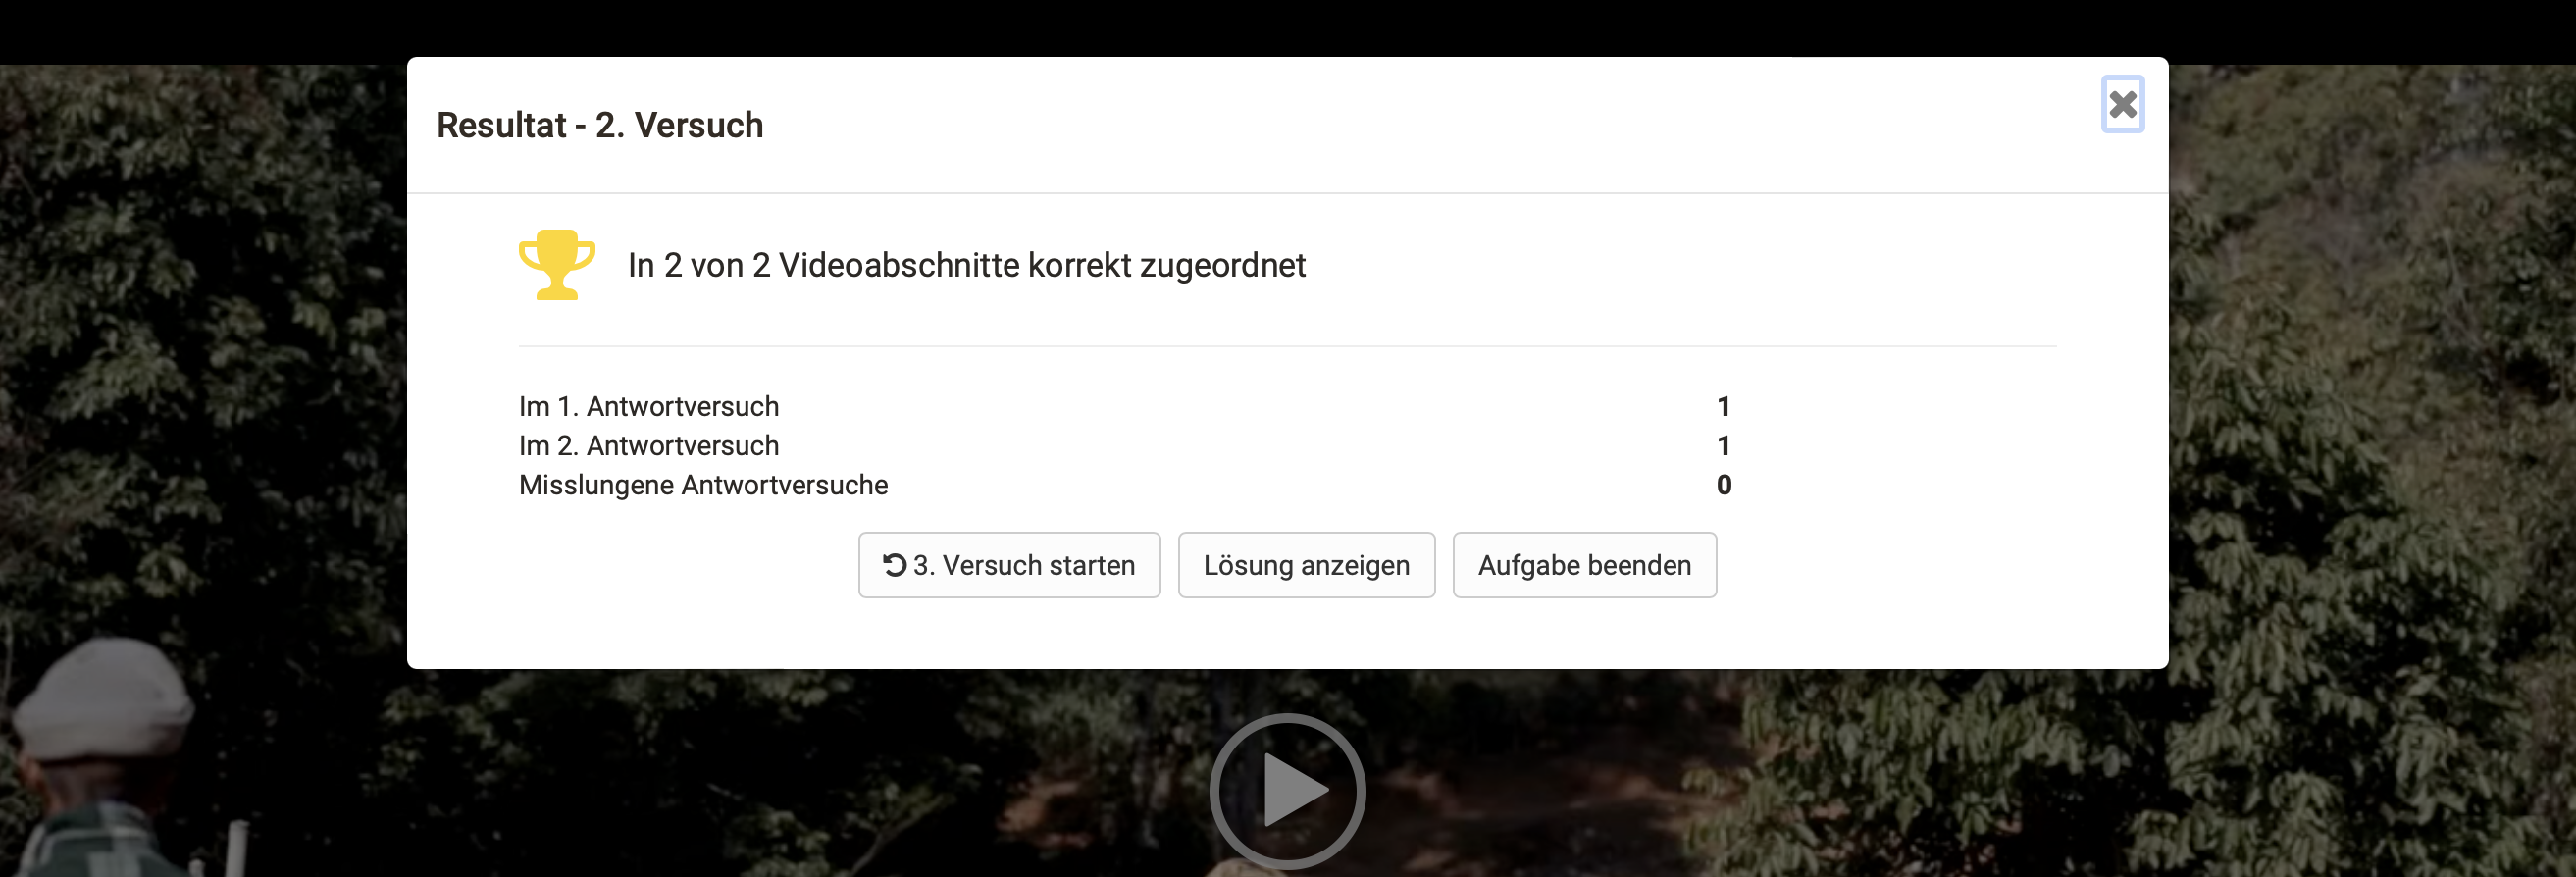 Resultat - 2. Versuch
In 2 von 2 Videoabschnitte korrekt zugeordnet
Im 1. Antwortversuch 1
Im 2. Antwortversuch 1
Misslungene Antwortversuche 0
3. Versuch starten Lösung anzeigen Aufgabe beenden